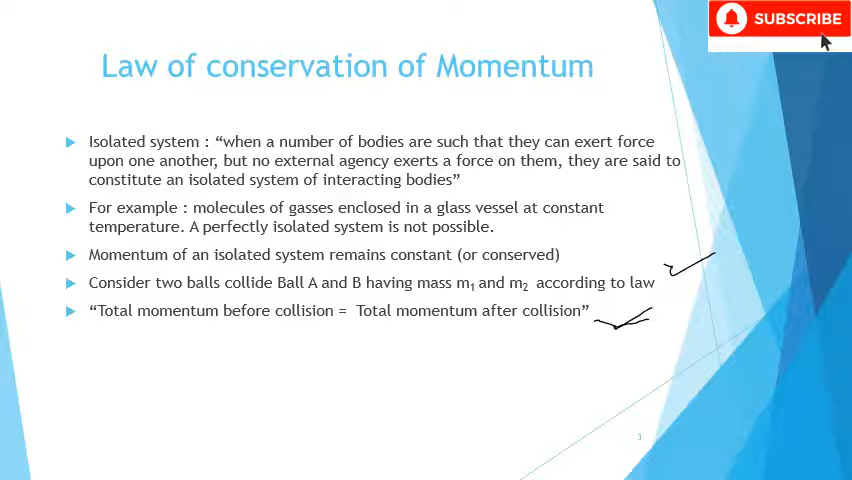 SUBSCRIBE
Law of conservation of Momentum
Isolated system : “when a number of bodies are such that they can exert force
upon one another, but no external agency exerts a force on them, they are said to
constitute an isolated system of interacting bodies”
For example : molecules of gasses enclosed in a glass vessel at constant
temperature. A perfectly isolated system is not possible.
Momentum of an isolated system remains constant (or conserved)
Consider two balls collide Ball A and B having mass m₁ and m₂ according to law
“Total momentum before collision = Total momentum after collision”
3